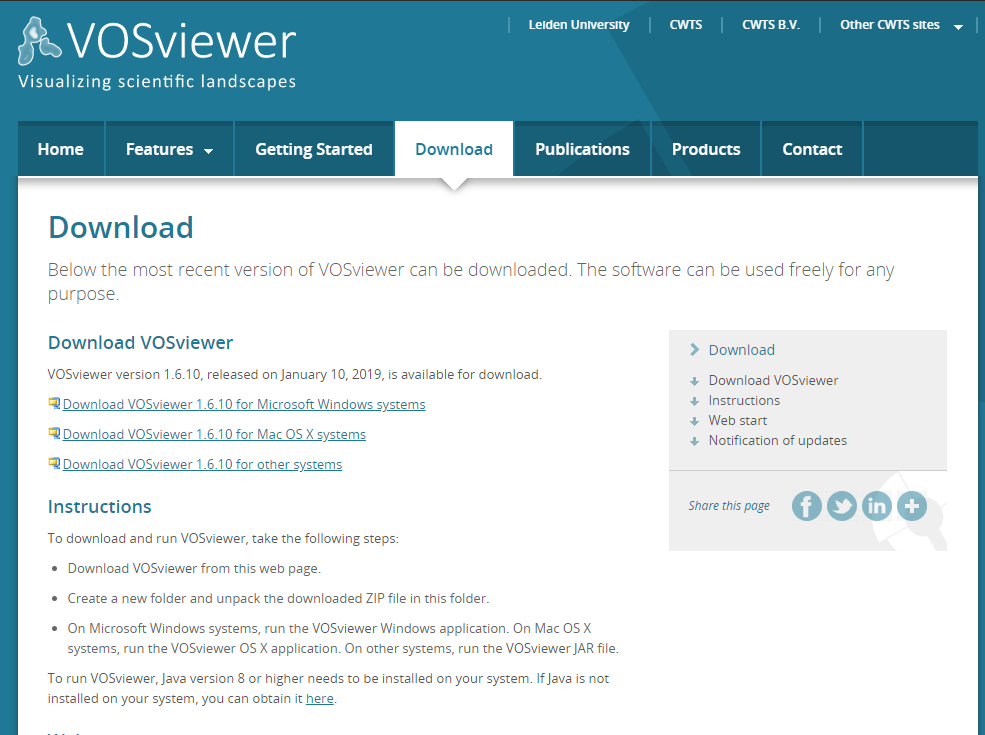 VOSviewer
Visualizing scientific landscapes
Leiden University
CWTS
CWTS B.V.
Other CWTS sites
Home
Features
Getting Started
Download
Publications
Products
Contact
Download
Below the most recent version of VOSviewer can be downloaded. The software can be used freely for any
purpose.
Download VOSviewer
VOSviewer version 1.6.10, released on January 10, 2019, is available for download.
Download VOSviewer 1.6.10 for Microsoft Windows systems
Download VOSviewer 1.6.10 for Mac OS X systems
Download VOSviewer 1.6.10 for other systems
Instructions
To download and run VOSviewer, take the following steps:
• Download VOSviewer from this web page.
• Create a new folder and unpack the downloaded ZIP file in this folder.
• On Microsoft Windows systems, run the VOSviewer Windows application. On Mac OS X
systems, run the VOSviewer OS X application. On other systems, run the VOSviewer JAR file.
To run VOSviewer, Java version 8 or higher needs to be installed on your system. If Java is not
installed on your system, you can obtain it here.
Download
Download VOSviewer
Instructions
Web start
Notification of updates
Share this page